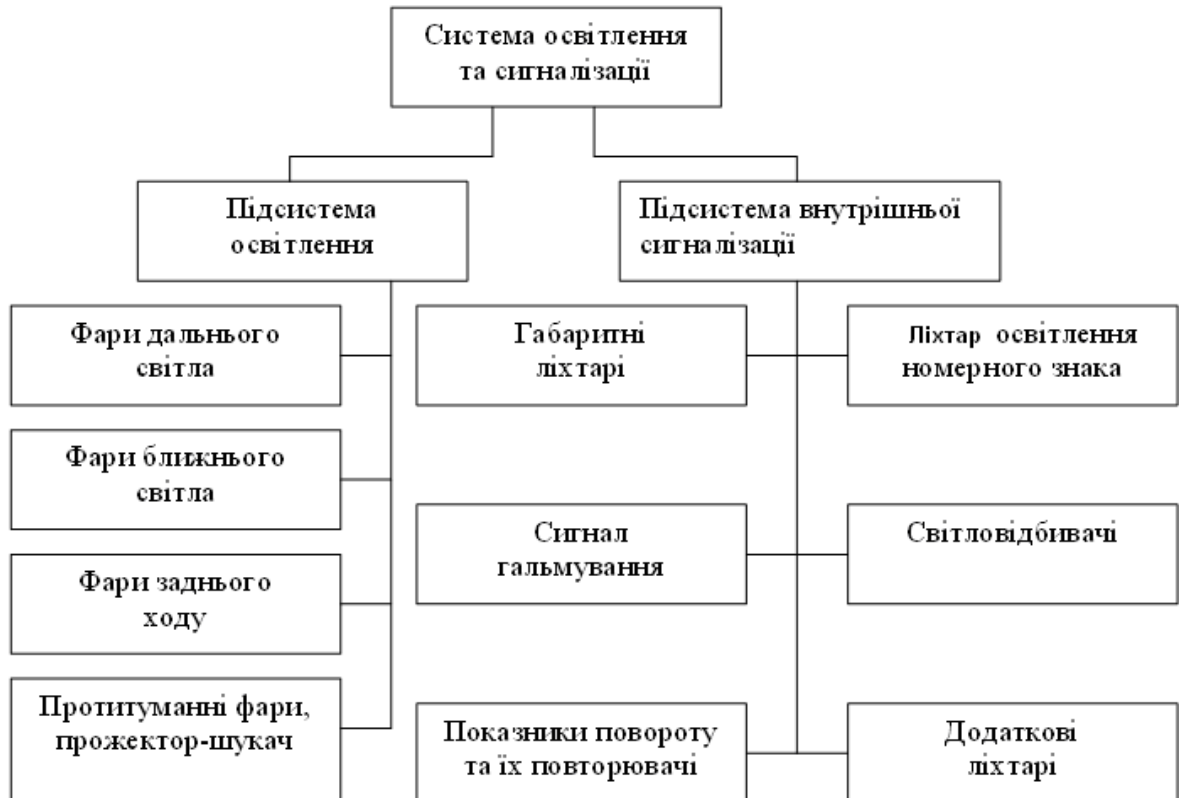 Система освітлення
та сигналізації
Підсистема
освітлення
Підсистема внутрішньої
сигналізації
Фари дальнього
світла
Фари ближнього
світла
Фари заднього
ходу
Протитуманні фари,
прожектор-шукач
Габаритні
ліхтарі
Сигнал
гальмування
Показники повороту
та їх повторювачі
Ліхтар освітлення
номерного знака
Світловідбивачі
Додаткові
ліхтарі